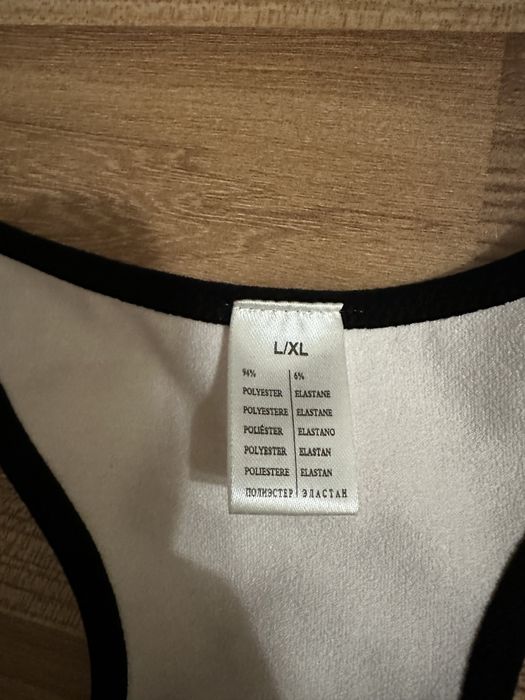 L/XL
94% 6%
POLYESTER ELASTANE
POLYESTERE ELASTANE
POLIÉSTER ELASTANO
POLYESTER ELASTAN
POLIESTERE ELASTAN
ПОЛИЭСТЕР ЭЛАСТАН